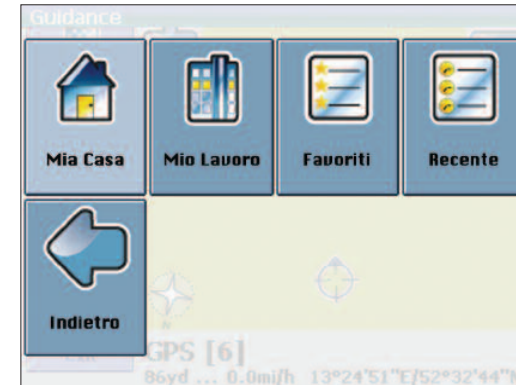 Guidance
Mia Casa
Mio Lavoro
Favoriti
Recente
Indietro
GPS [6]
86yd ... 0.0mi/h 13°24'51"E/52°32'44"N